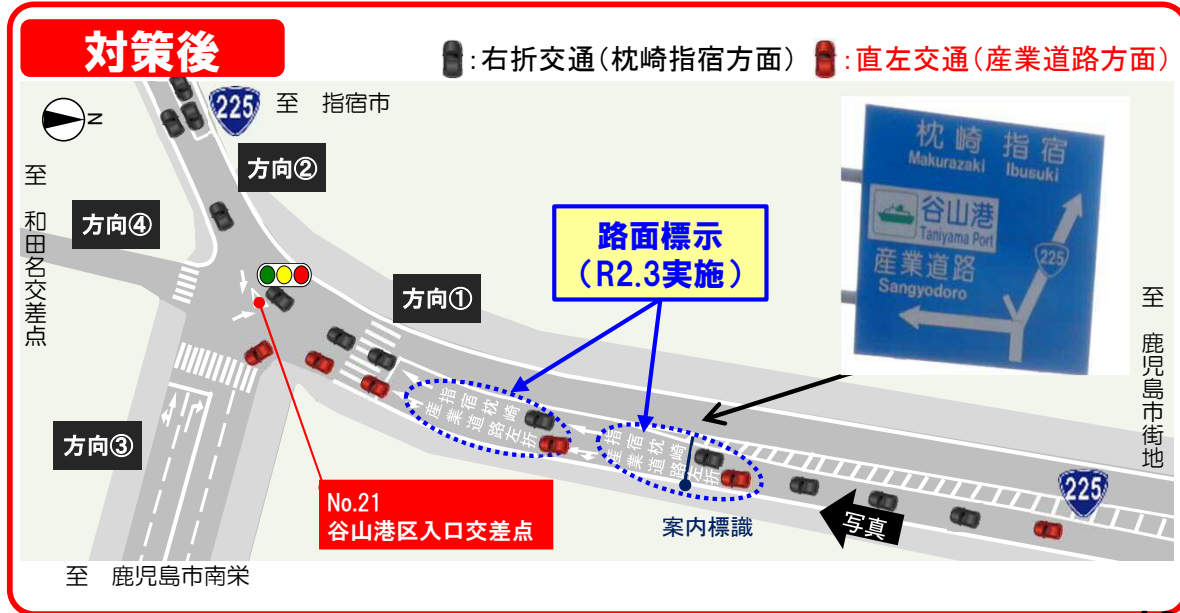 対策後
：右折交通（枕崎指宿方面）
：直左交通（産業道路方面）
N
225
至　指宿市
方向②
至　和田名交差点
方向④
方向①
路面標示
（R2.3実施）
枕崎 指宿
Makurazaki Ibusuki
谷山港
Taniyama Port
225
産業道路
Sangyodoro
至　鹿児島市街地
指宿枕崎
産業道路左折
指宿枕崎
産業道路左折
方向③
No.21
谷山港区入口交差点
案内標識
写真
225
至　鹿児島市南栄